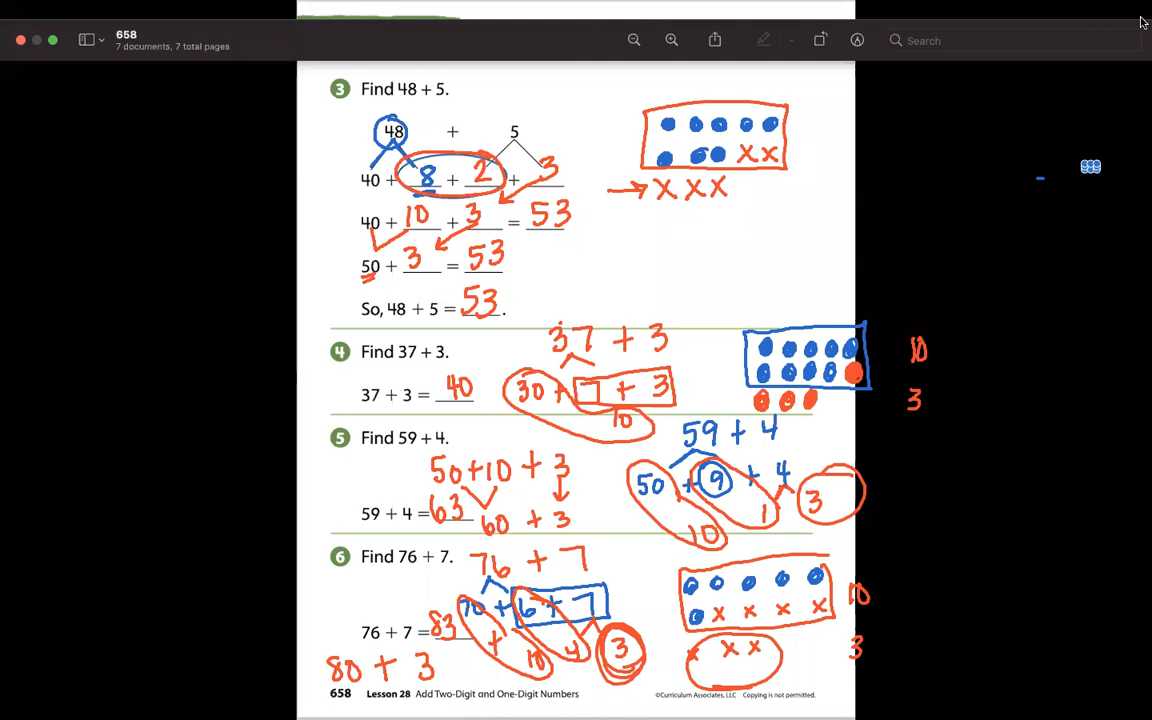 658
7 documents, 7 total pages
Search
3 Find 48 + 5.
48 + 5
40 + 8 + 2 + 3
X X
X X X
40 + 10 + 3 = 53
50 + 3 = 53
So, 48 + 5 = 53.
37 + 3
4 Find 37 + 3.
10
37 + 3 = 40
30 + 7 + 3
3
10
59 + 4
5 Find 59 + 4.
50 + 10 + 3
50 + 9 + 4
1 3
59 + 4 = 63
60 + 3
10
6 Find 76 + 7.
76 + 7
70 + 6 + 7
X X X X
10
76 + 7 = 83
+ 10 4 3
X X X
3
80 + 3
658 Lesson 28 Add Two-Digit and One-Digit Numbers
©Curriculum Associates, LLC Copying is not permitted.